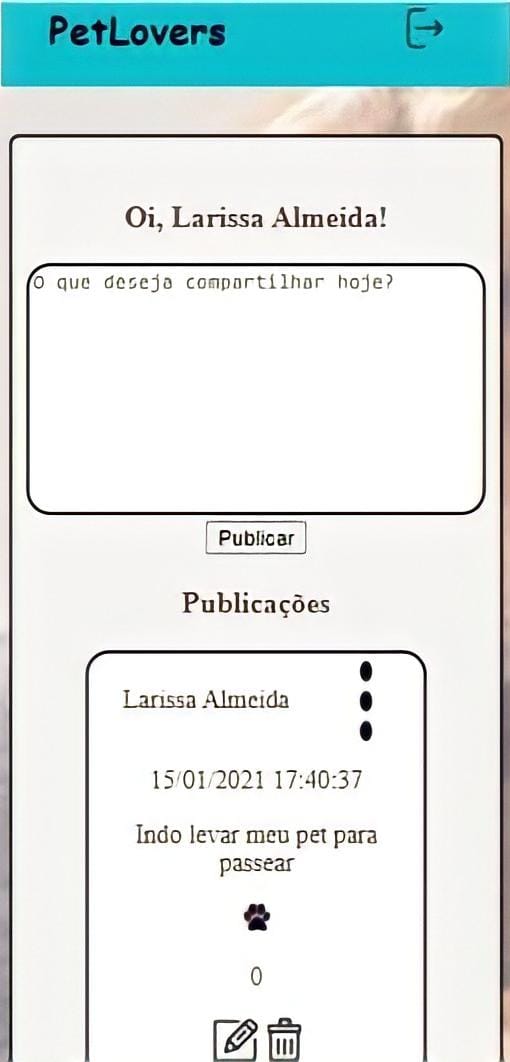 PetLovers
Oi, Larissa Almeida!
O que deseja compartilhar hoje?
Publicar
Publicações
Larissa Almeida
15/01/2021 17:40:37
Indo levar meu pet para
passear
0